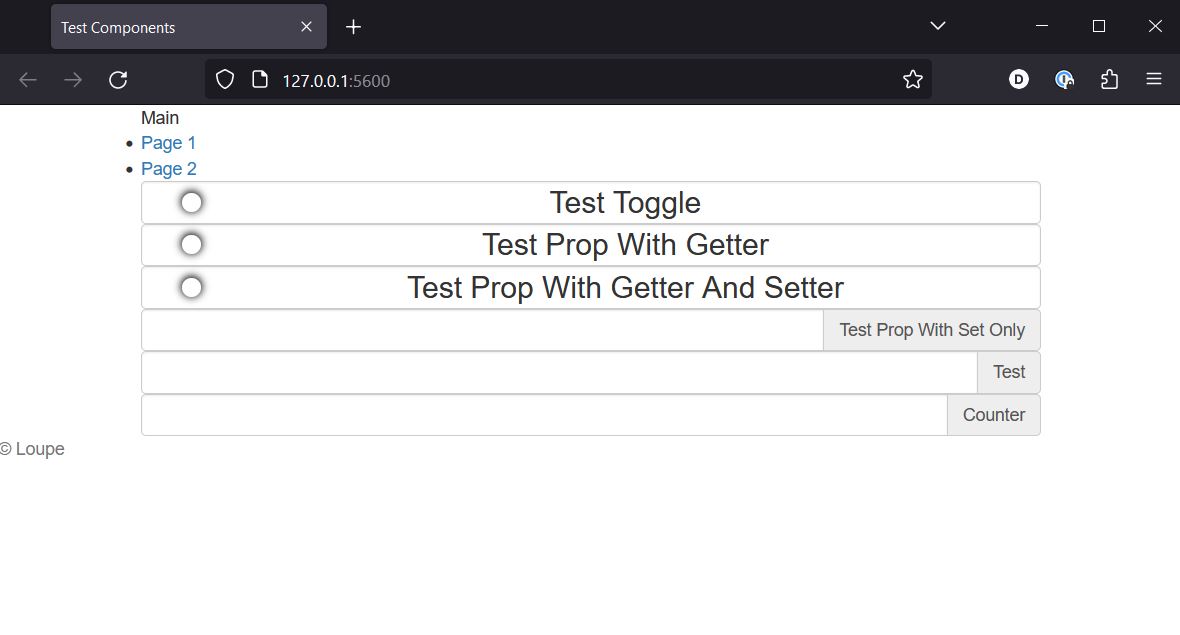 Test Components
127.0.0.1:5600
D
Main
Page 1
Page 2
Test Toggle
Test Prop With Getter
Test Prop With Getter And Setter
Test Prop With Set Only
Test
Counter
© Loupe